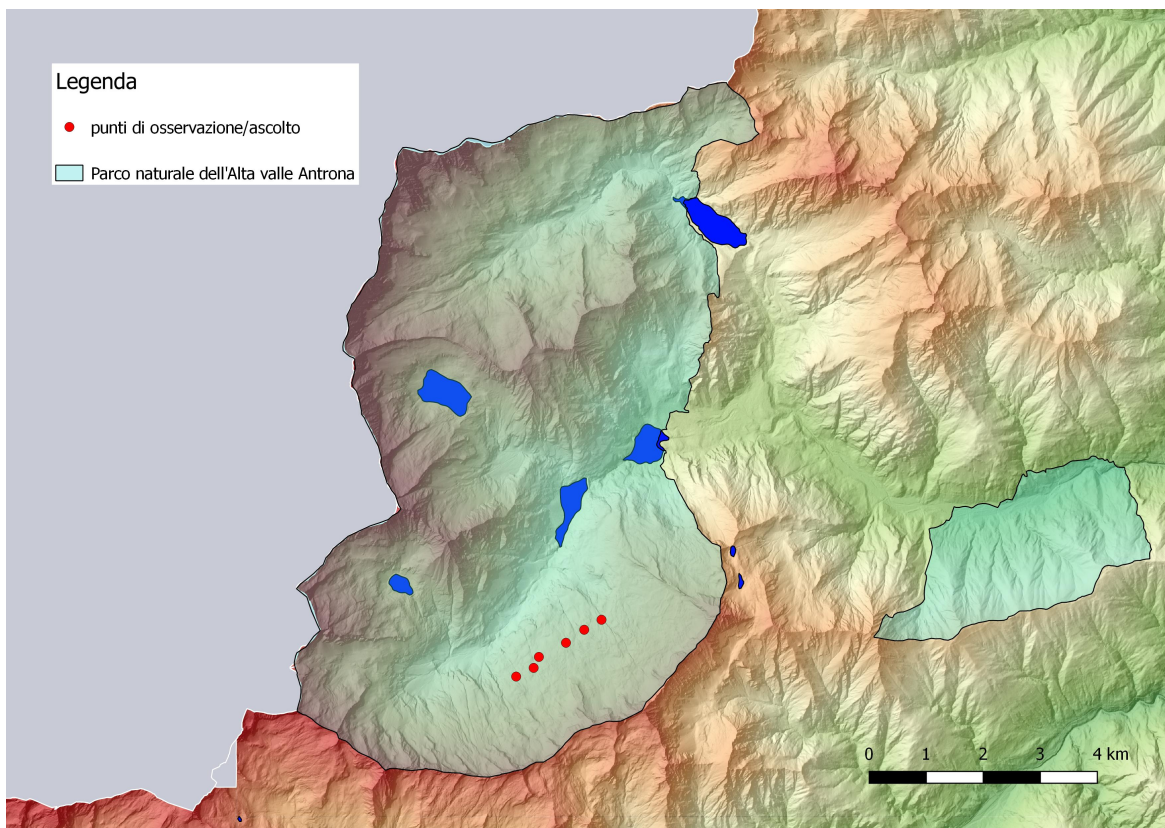 Legenda
punti di osservazione/ascolto
Parco naturale dell'Alta valle Antrona
0 1 2 3 4 km